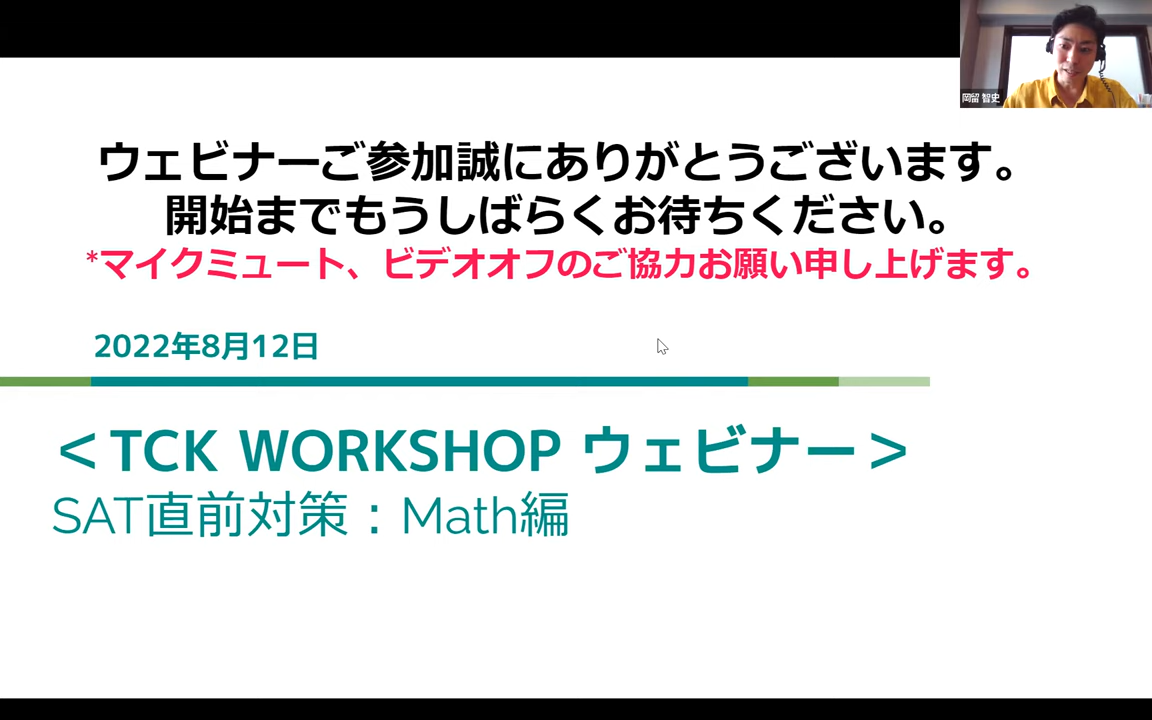 岡留 智史
ウェビナーご参加誠にありがとうございます。
開始までもうしばらくお待ちください。
*マイクミュート、ビデオオフのご協力お願い申し上げます。
2022年8月12日
＜TCK WORKSHOP ウェビナー＞
SAT直前対策：Math編